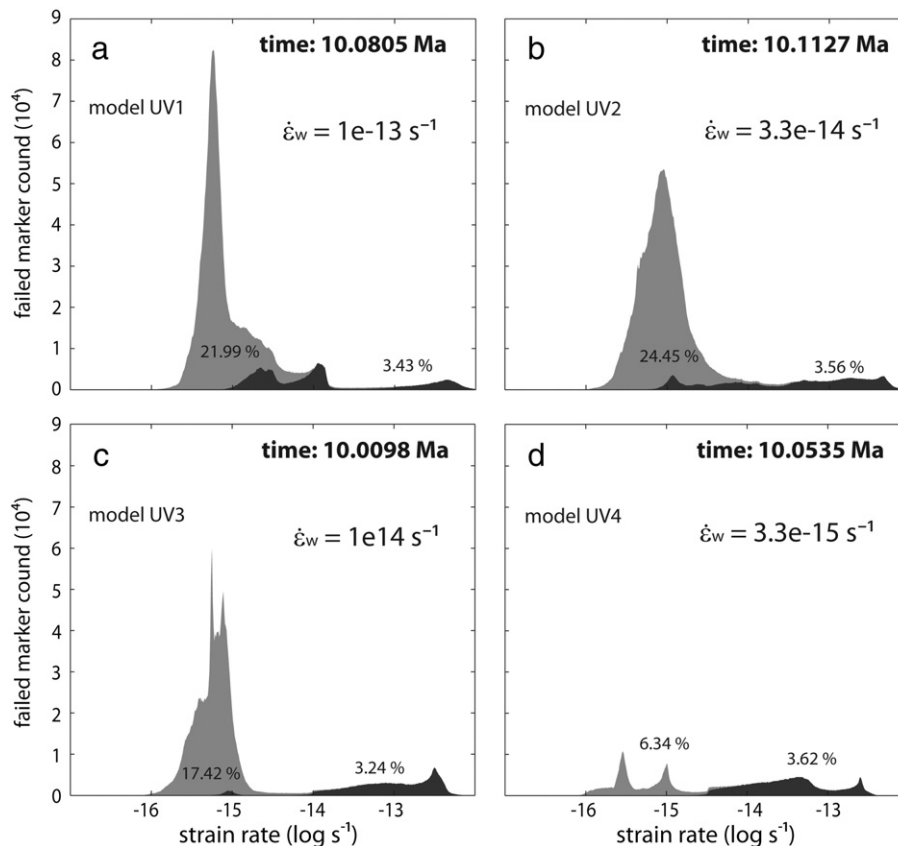 a
time: 10.0805 Ma
model UV1
ε̇w = 1e-13 s⁻¹
21.99 %
3.43 %
failed marker cound (10⁴)
9
8
7
6
5
4
3
2
1
0
b
time: 10.1127 Ma
model UV2
ε̇w = 3.3e-14 s⁻¹
24.45 %
3.56 %
c
time: 10.0098 Ma
model UV3
ε̇w = 1e14 s⁻¹
17.42 %
3.24 %
failed marker cound (10⁴)
9
8
7
6
5
4
3
2
1
0
-16 -15 -14 -13
strain rate (log s⁻¹)
d
time: 10.0535 Ma
model UV4
ε̇w = 3.3e-15 s⁻¹
6.34 %
3.62 %
-16 -15 -14 -13
strain rate (log s⁻¹)